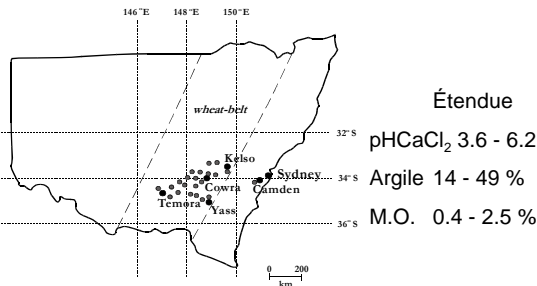 146 °E 148 °E 150 °E
wheat-belt
32° S
Kelso
34° S
Sydney
Cowra
Camden
Temora
Yass
36° S
0 200
km
Étendue
pHCaCl₂ 3.6 - 6.2
Argile 14 - 49 %
M.O. 0.4 - 2.5 %